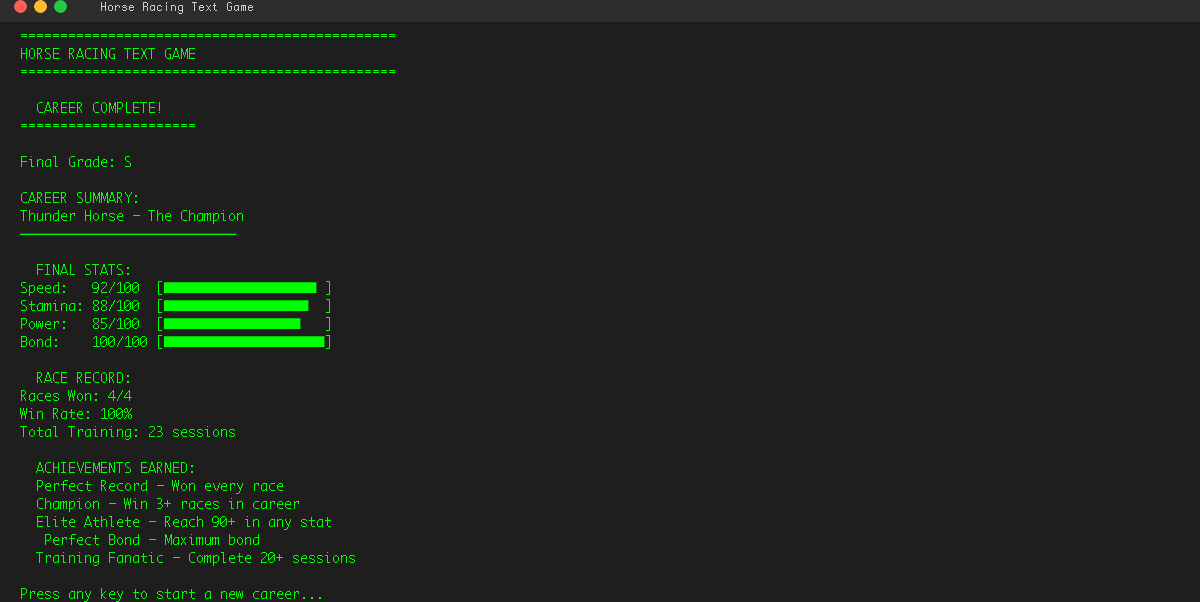 Horse Racing Text Game
===============================================
HORSE RACING TEXT GAME
===============================================
CAREER COMPLETE!
======================
Final Grade: S
CAREER SUMMARY:
Thunder Horse — The Champion
───────────────────────────
FINAL STATS:
Speed: 92/100 [███████████████████ ]
Stamina: 88/100 [██████████████████  ]
Power: 85/100 [█████████████████   ]
Bond: 100/100 [████████████████████]
RACE RECORD:
Races Won: 4/4
Win Rate: 100%
Total Training: 23 sessions
ACHIEVEMENTS EARNED:
Perfect Record — Won every race
Champion — Win 3+ races in career
Elite Athlete — Reach 90+ in any stat
Perfect Bond — Maximum bond
Training Fanatic — Complete 20+ sessions
Press any key to start a new career...